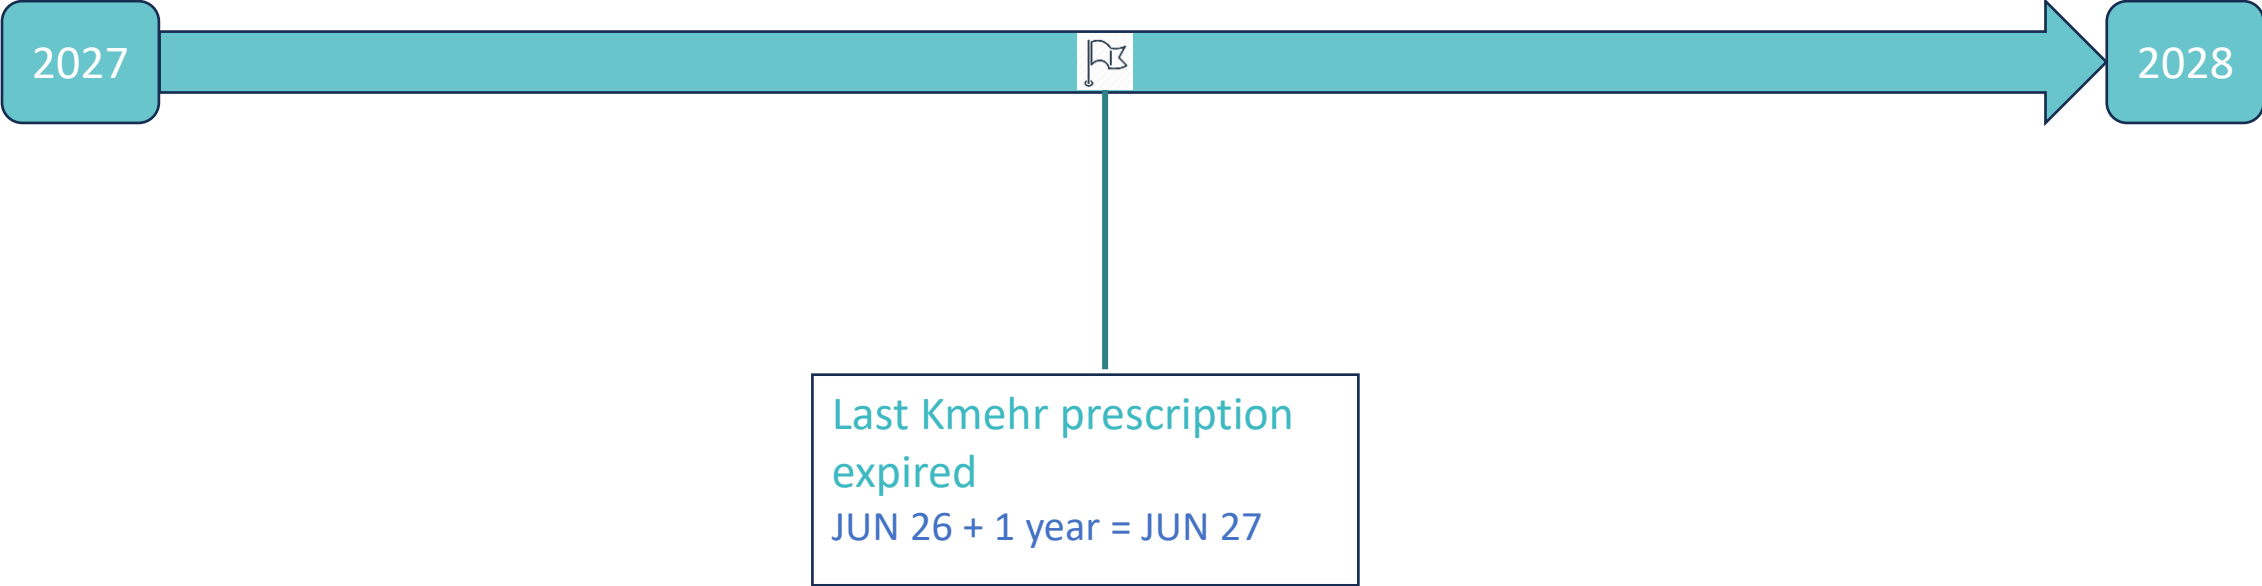 2027
2028
Last Kmehr prescription
expired
JUN 26 + 1 year = JUN 27